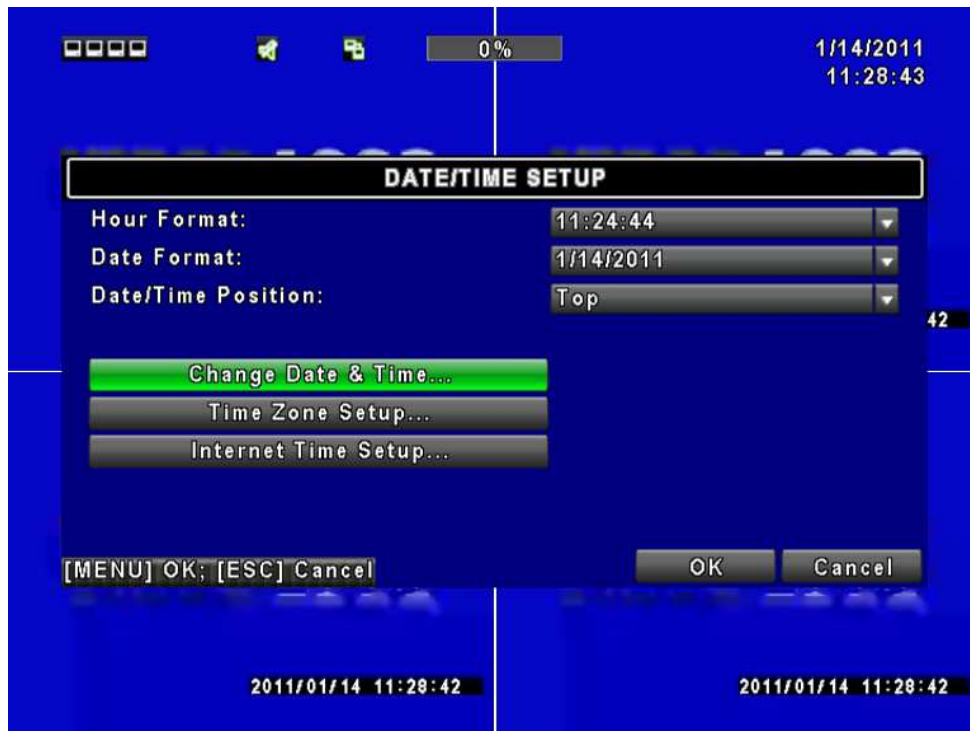 0%
1/14/2011
11:28:43
DATE/TIME SETUP
Hour Format: 11:24:44
Date Format: 1/14/2011
Date/Time Position: Top
42
Change Date & Time...
Time Zone Setup...
Internet Time Setup...
[MENU] OK; [ESC] Cancel OK Cancel
2011/01/14 11:28:42 2011/01/14 11:28:42